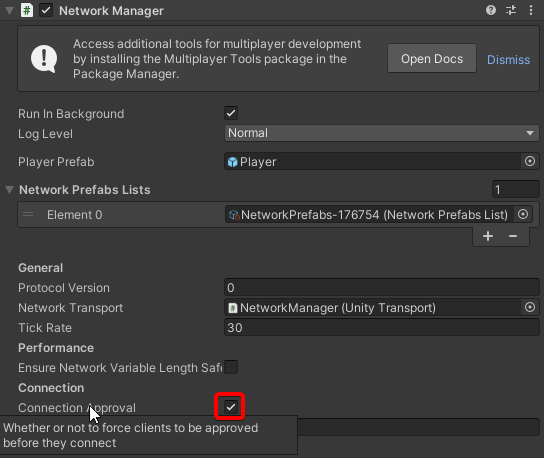 Network Manager
Access additional tools for multiplayer development
by installing the Multiplayer Tools package in the
Package Manager.
Open Docs
Dismiss
Run In Background
Log Level
Normal
Player Prefab
Player
Network Prefabs Lists
1
Element 0
NetworkPrefabs-176754 (Network Prefabs List)
General
Protocol Version
0
Network Transport
NetworkManager (Unity Transport)
Tick Rate
30
Performance
Ensure Network Variable Length Safe
Connection
Connection Approval
Whether or not to force clients to be approved
before they connect